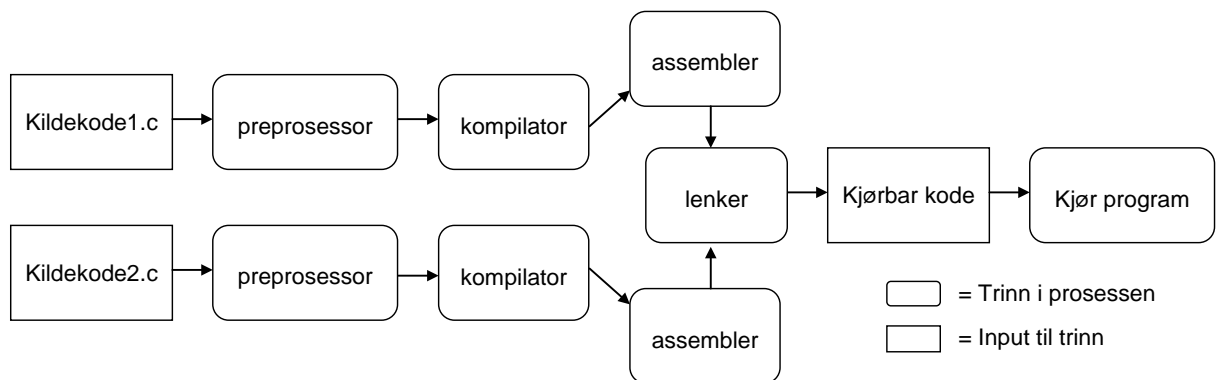 Kildekode1.c
preprosessor
kompilator
assembler
lenker
Kjørbar kode
Kjør program
Kildekode2.c
preprosessor
kompilator
assembler
= Trinn i prosessen
= Input til trinn